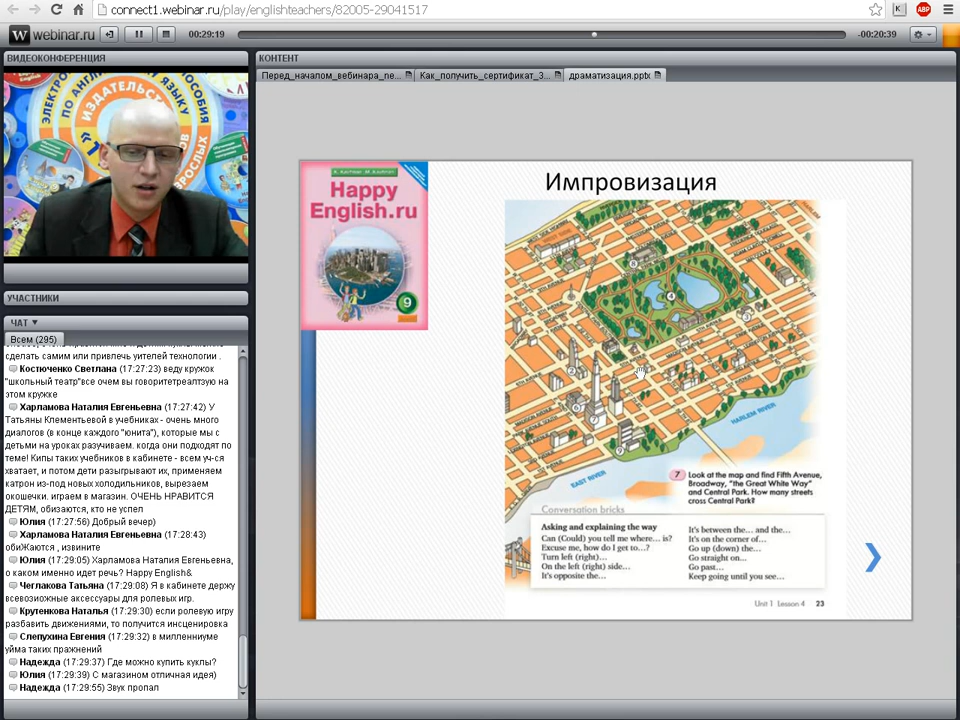 connect1.webinar.ru/play/englishteachers/82005-29041517
K
ABP
W webinar.ru
00:29:19
-00:20:39
ВИДЕОКОНФЕРЕНЦИЯ
КОНТЕНТ
Перед_началом_вебинара_пе...
Как_получить_сертификат_3...
драматизация.pptx
ИЗДАТЕЛЬСТ
УЧАСТНИКИ
ЧАТ ▼
Всем (295)
сделать самим или привлечь уителей технологии .
Костюченко Светлана (17:27:23) веду кружок
"школьный театр"все очем вы говоритетреалтзую на
этом кружке
Харламова Наталия Евгеньевна (17:27:42) У
Татьяны Клементьевой в учебниках - очень много
диалогов (в конце каждого "юнита"), которые мы с
детьми на уроках разучиваем. когда они подходят по
теме! Кипы таких учебников в кабинете - всем уч-ся
хватает, и потом дети разыгрывают их, применяем
катрон из-под новых холодильников, вырезаем
окошечки. играем в магазин. ОЧЕНЬ НРАВИТСЯ
ДЕТЯМ, обизаются, кто не успел
Юлия (17:27:56) Добрый вечер)
Харламова Наталия Евгеньевна (17:28:43)
обиЖаются , извините
Юлия (17:29:05) Харламова Наталия Евгеньевна,
о каком именно идет речь? Happy English&
Чеглакова Татьяна (17:29:08) Я в кабинете держу
всевозиожные аксессуары для ролевых игр.
Крутенкова Наталья (17:29:30) если ролевую игру
разбавить движениями, то получится инсценировка
Слепухина Евгения (17:29:32) в миллениуме
уйма таких пражнений
Надежда (17:29:37) Где можно купить куклы?
Юлия (17:29:39) С магазином отличная идея)
Надежда (17:29:55) Звук пропал
Импровизация
Happy
English.ru
9
HARLEM RIVER
EAST RIVER
7 Look at the map and find Fifth Avenue,
Broadway, "the Great White Way"
and Central Park. How many streets
cross Central Park?
Conversation bricks
Asking and explaining the way
Can (Could) you tell me where... is?
Excuse me, how do I get to...?
Turn left (right)...
On the left (right) side...
It's opposite the...
It's between the... and the...
It's on the corner of...
Go up (down) the...
Go straight on...
Go past...
Keep going until you see...
Unit 1 Lesson 4 23